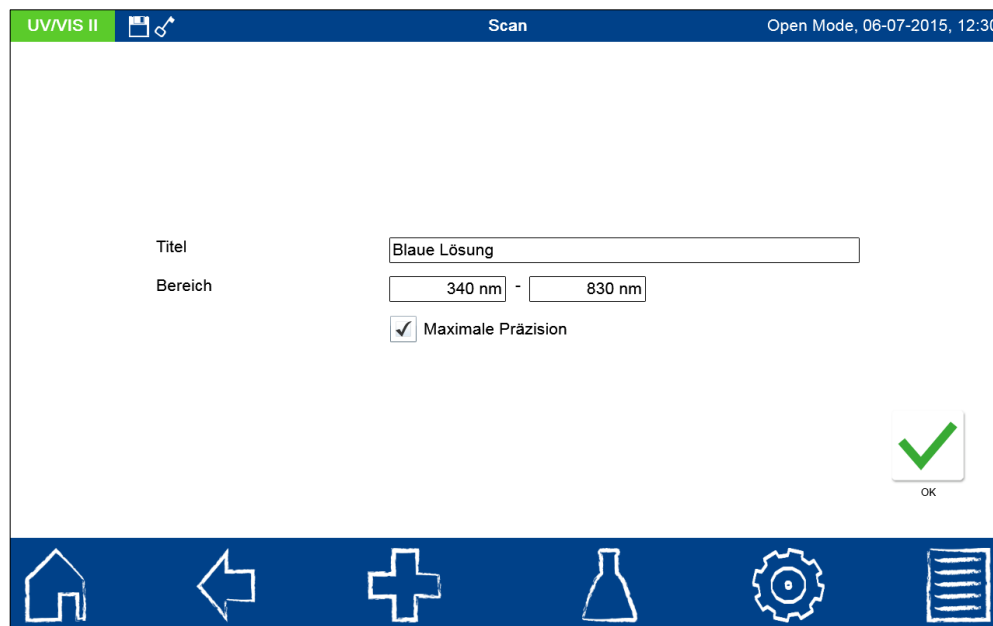 UV/VIS II Scan Open Mode, 06-07-2015, 12:30
Titel Blaue Lösung
Bereich 340 nm - 830 nm
Maximale Präzision
OK